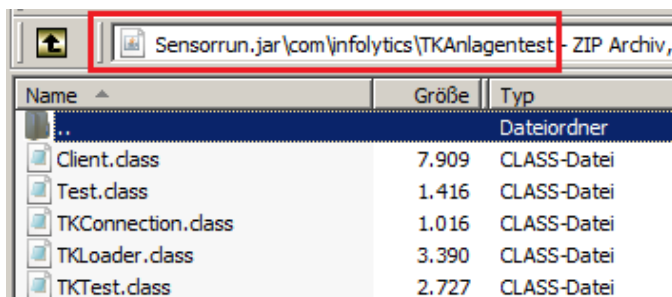 Sensorrun.jar\com\infolytics\TKAnlagentest - ZIP Archiv,
Name Größe Typ
.. Dateiordner
Client.class 7.909 CLASS-Datei
Test.class 1.416 CLASS-Datei
TKConnection.class 1.016 CLASS-Datei
TKLoader.class 3.390 CLASS-Datei
TKTest.class 2.727 CLASS-Datei